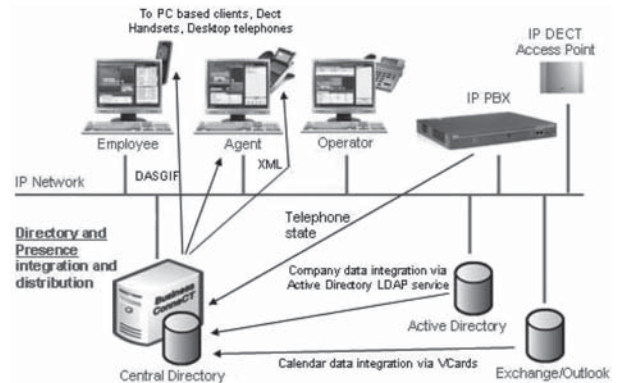 To PC based clients, Dect
Handsets, Desktop telephones
IP DECT
Access Point
IP PBX
Employee
Agent
Operator
DASGIF
XML
IP Network
Telephone
state
Directory and
Presence
integration and
distribution
Business
ConneCT
Company data integration via
Active Directory LDAP service
Active Directory
Calendar data integration via VCards
Central Directory
Exchange/Outlook